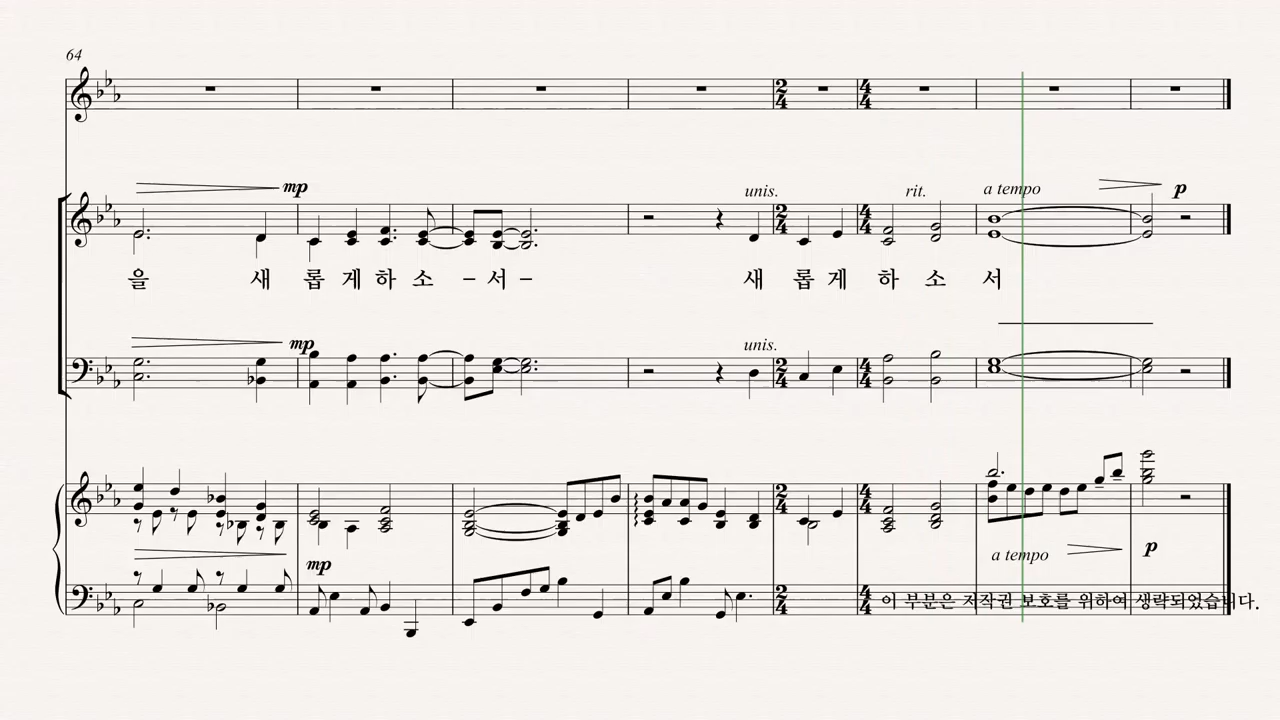 64
mp
unis.
rit.
a tempo
p
을 새 롭 게 하 소 – 서 – 새 롭 게 하 소 서
mp
unis.
a tempo
p
mp
이 부분은 저작권 보호를 위하여 생략되었습니다.